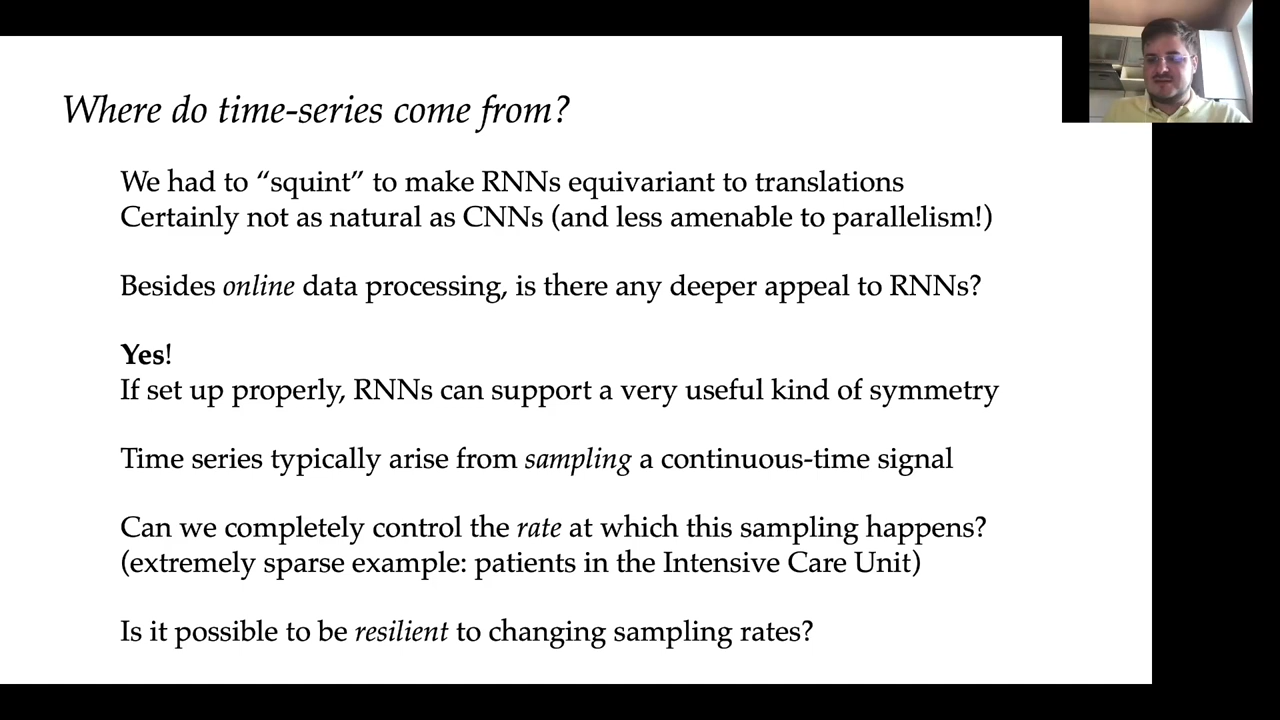 Where do time-series come from?
We had to “squint” to make RNNs equivariant to translations
Certainly not as natural as CNNs (and less amenable to parallelism!)
Besides online data processing, is there any deeper appeal to RNNs?
Yes!
If set up properly, RNNs can support a very useful kind of symmetry
Time series typically arise from sampling a continuous-time signal
Can we completely control the rate at which this sampling happens?
(extremely sparse example: patients in the Intensive Care Unit)
Is it possible to be resilient to changing sampling rates?